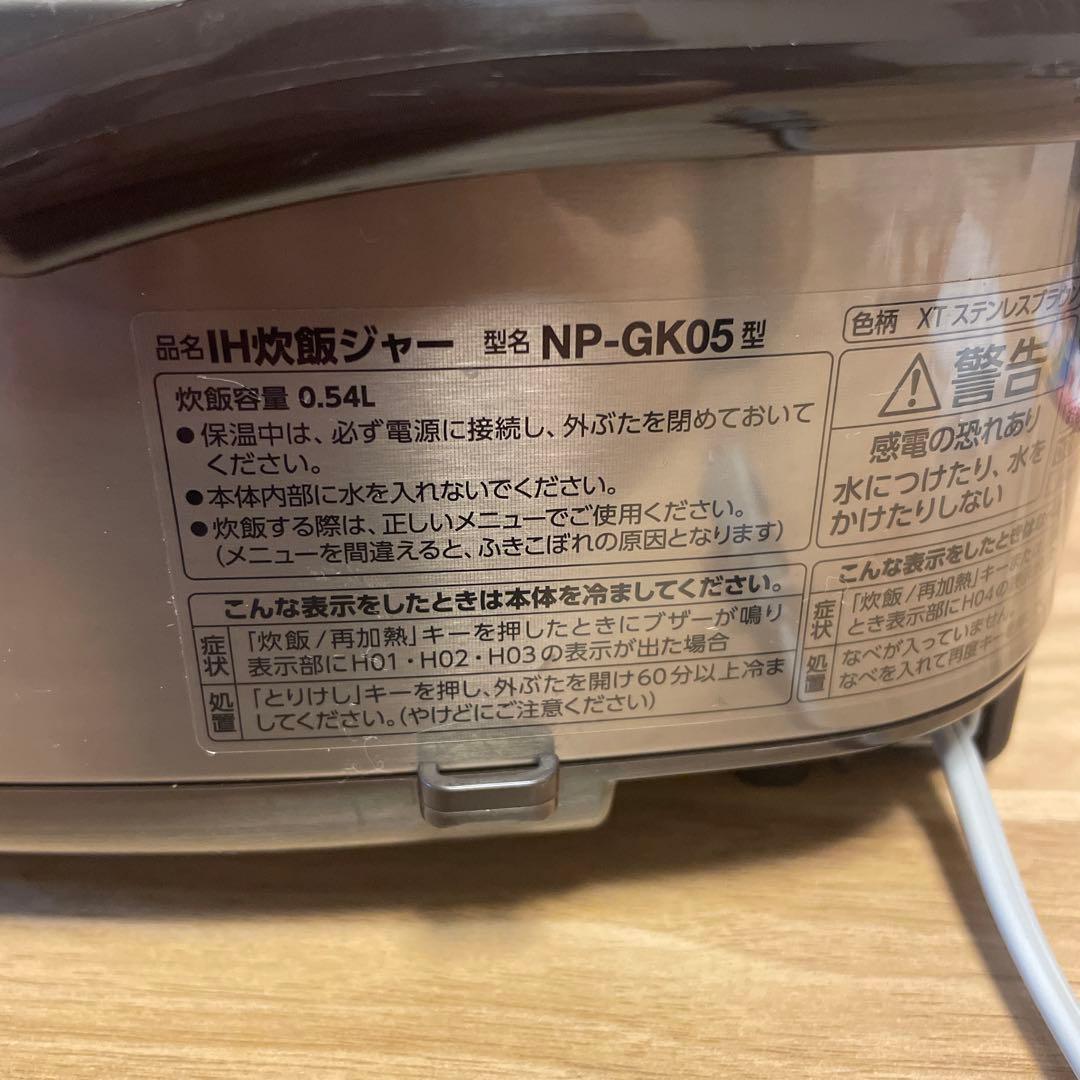 品名IH炊飯ジャー 型名 NP-GK05型
炊飯容量 0.54L
●保温中は、必ず電源に接続し、外ぶたを閉めておいて
ください。
●本体内部に水を入れないでください。
●炊飯する際は、正しいメニューでご使用ください。
(メニューを間違えると、ふきこぼれの原因となります)
こんな表示をしたときは本体を冷ましてください。
症状
「炊飯/再加熱」キーを押したときにブザーが鳴り
表示部にH01・H02・H03の表示が出た場合
処置
「とりけし」キーを押し、外ぶたを開け60分以上冷ま
してください。(やけどにご注意ください)
色柄 XT ステンレスブラウン
警告
感電の恐れあり
水につけたり、水を
かけたりしない
こんな表示をしたときは
症状
「炊飯/再加熱」キー
とき表示部にH04の
処置
なべが入っていません。
なべを入れて再度キー